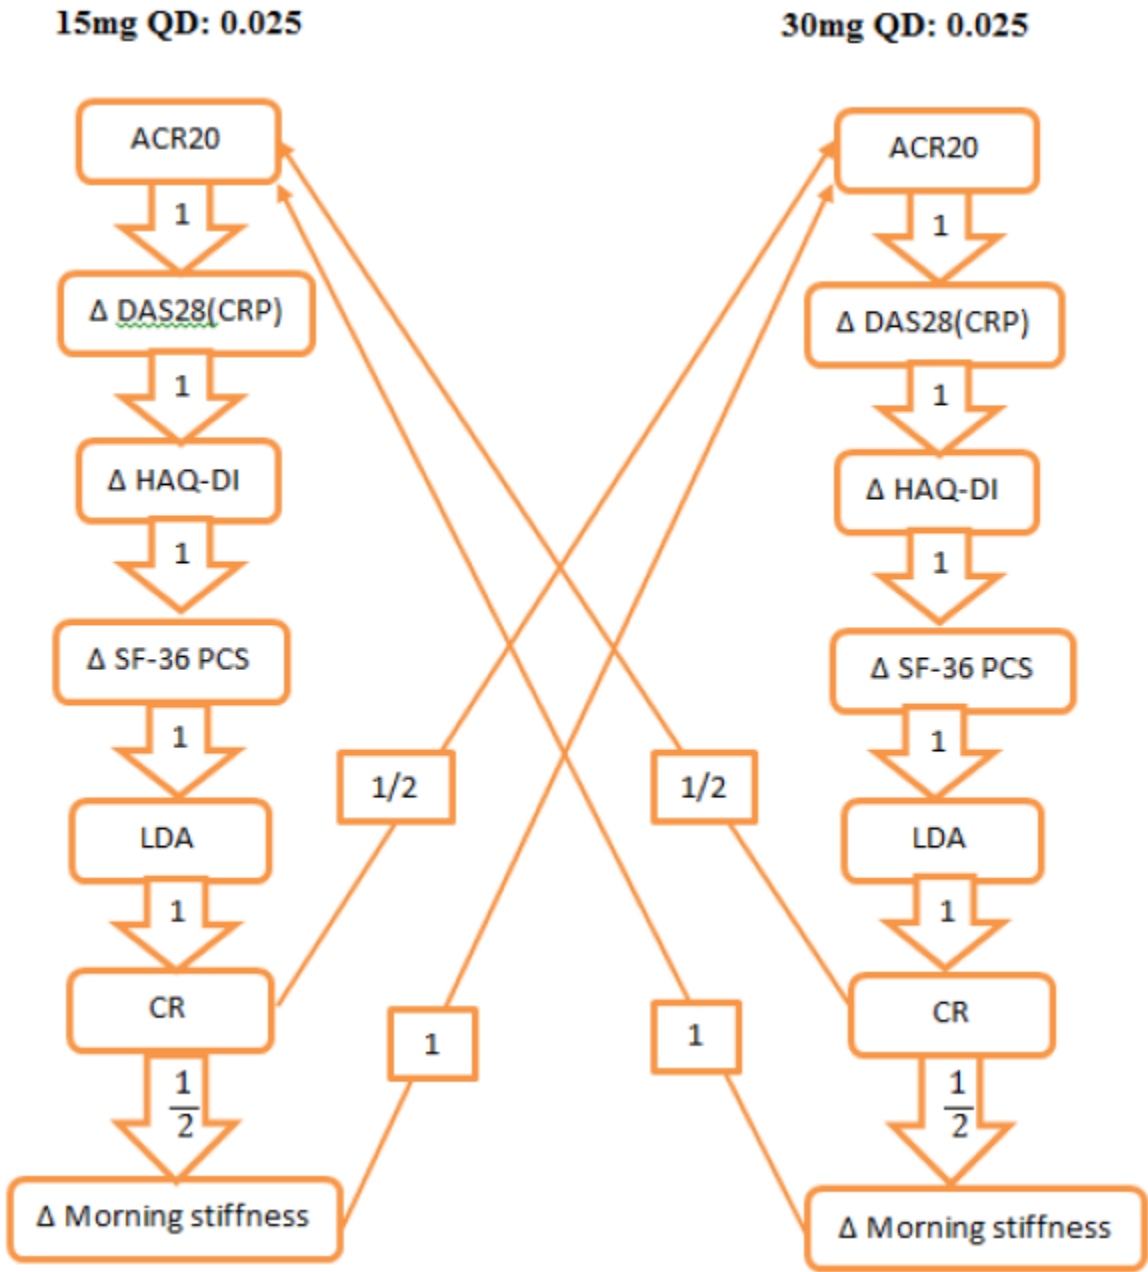 15mg QD: 0.025
ACR20
1
Δ DAS28(CRP)
1
Δ HAQ-DI
1
Δ SF-36 PCS
1
LDA
1
CR
1
2
Δ Morning stiffness
1/2
1
1/2
1
30mg QD: 0.025
ACR20
1
Δ DAS28(CRP)
1
Δ HAQ-DI
1
Δ SF-36 PCS
1
LDA
1
CR
1
2
Δ Morning stiffness